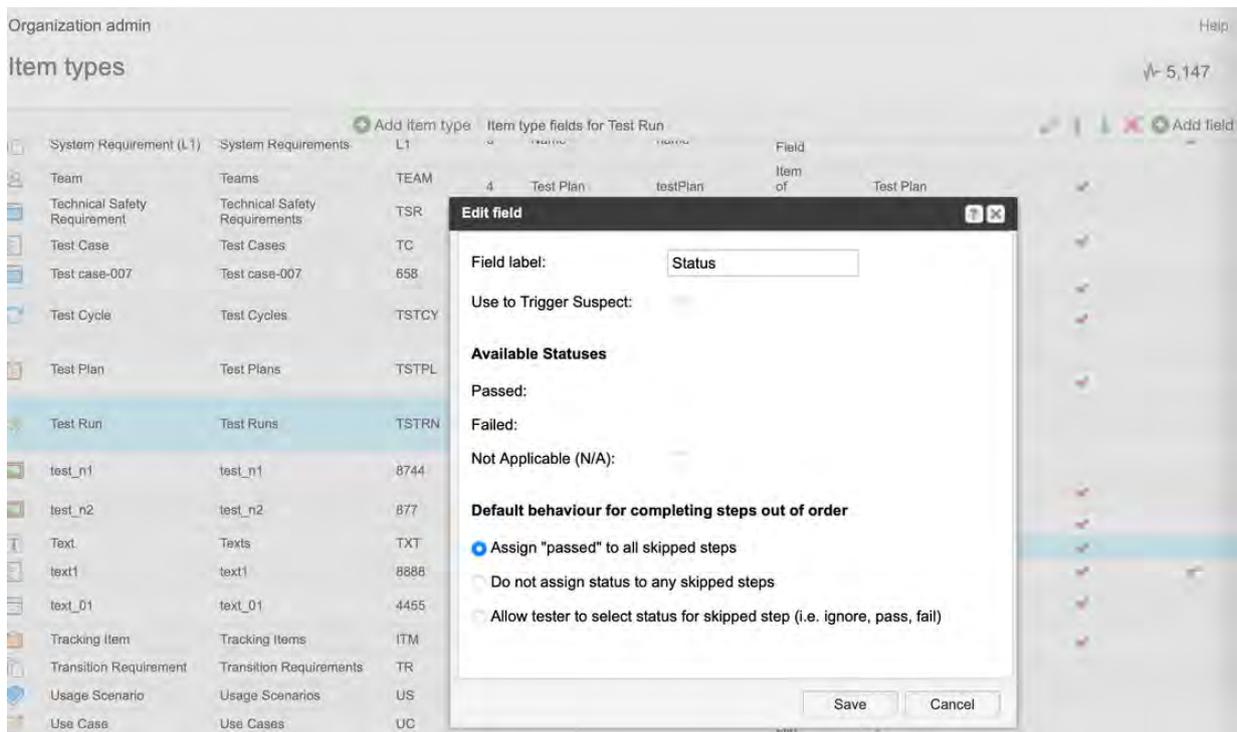 Organization admin
Help
Item types
5,147
Add item type
Item type fields for Test Run
Add field
System Requirement (L1) System Requirements L1
Field
Team Teams TEAM
4 Test Plan testPlan Item of Test Plan
Technical Safety Requirement Technical Safety Requirements TSR
Test Case Test Cases TC
Test case-007 Test case-007 658
Test Cycle Test Cycles TSTCY
Test Plan Test Plans TSTPL
Test Run Test Runs TSTRN
test_n1 test_n1 8744
test_n2 test_n2 877
Text Texts TXT
text1 text1 8888
text_01 text_01 4455
Tracking Item Tracking Items ITM
Transition Requirement Transition Requirements TR
Usage Scenario Usage Scenarios US
Use Case Use Cases UC
Edit field
Field label: Status
Use to Trigger Suspect:
Available Statuses
Passed:
Failed:
Not Applicable (N/A):
Default behaviour for completing steps out of order
Assign "passed" to all skipped steps
Do not assign status to any skipped steps
Allow tester to select status for skipped step (i.e. ignore, pass, fail)
Save Cancel